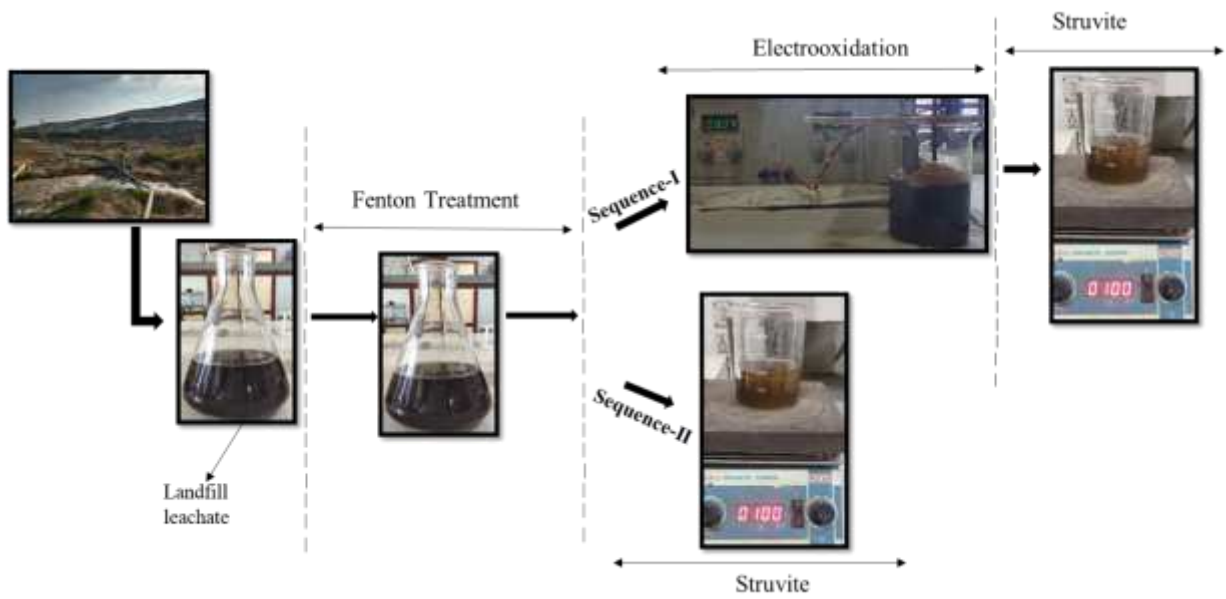 Struvite
Electrooxidation
Fenton Treatment
Sequence-I
0100
Sequence-II
Landfill
leachate
0100
Struvite